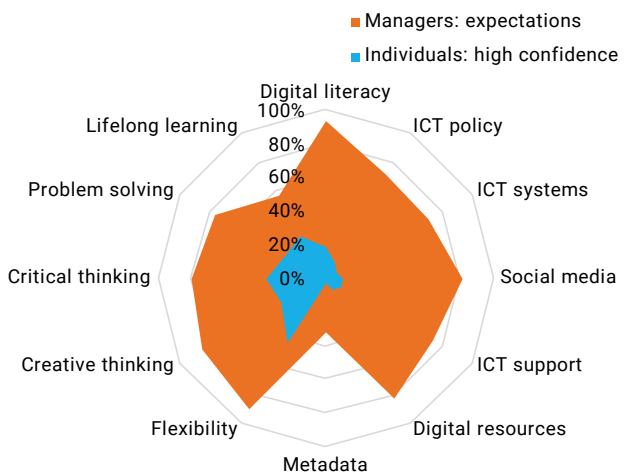 Managers: expectations
Individuals: high confidence
Digital literacy
100%
Lifelong learning
ICT policy
80%
60%
Problem solving
ICT systems
40%
20%
Critical thinking
0%
Social media
Creative thinking
ICT support
Flexibility
Digital resources
Metadata